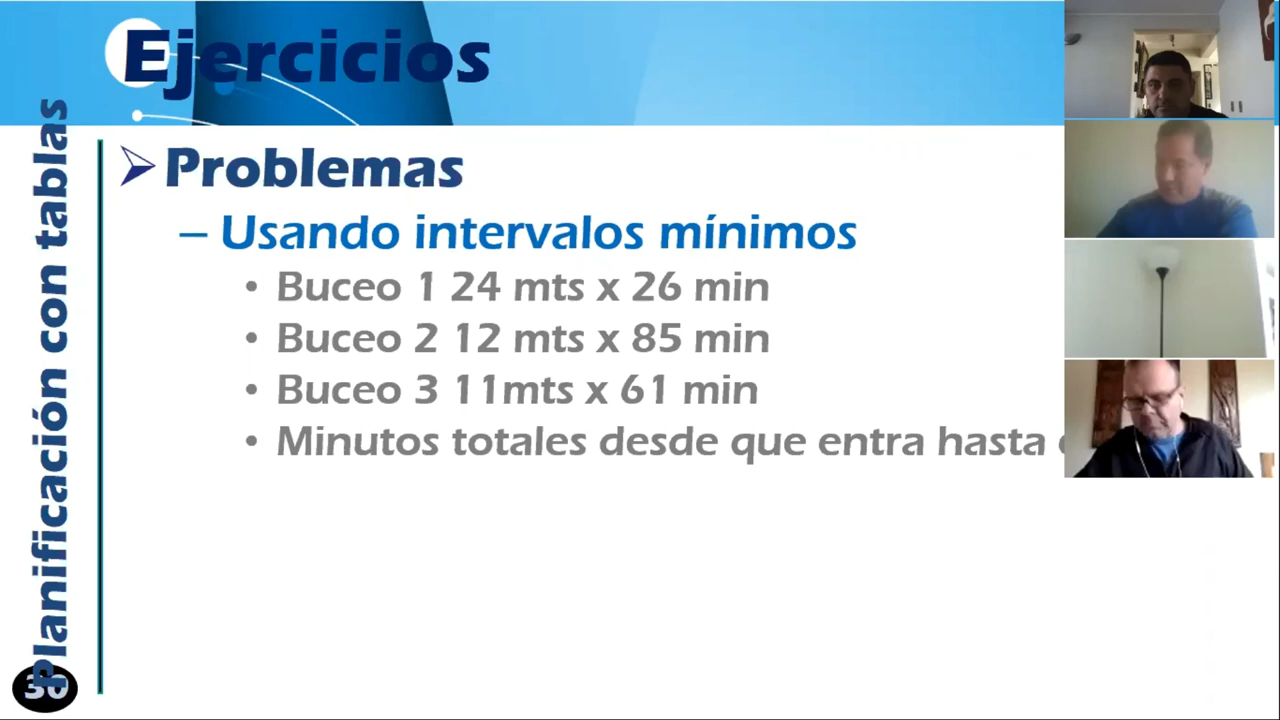 Ejercicios
Planificación con tablas
Problemas
– Usando intervalos mínimos
• Buceo 1 24 mts x 26 min
• Buceo 2 12 mts x 85 min
• Buceo 3 11mts x 61 min
• Minutos totales desde que entra hasta
30